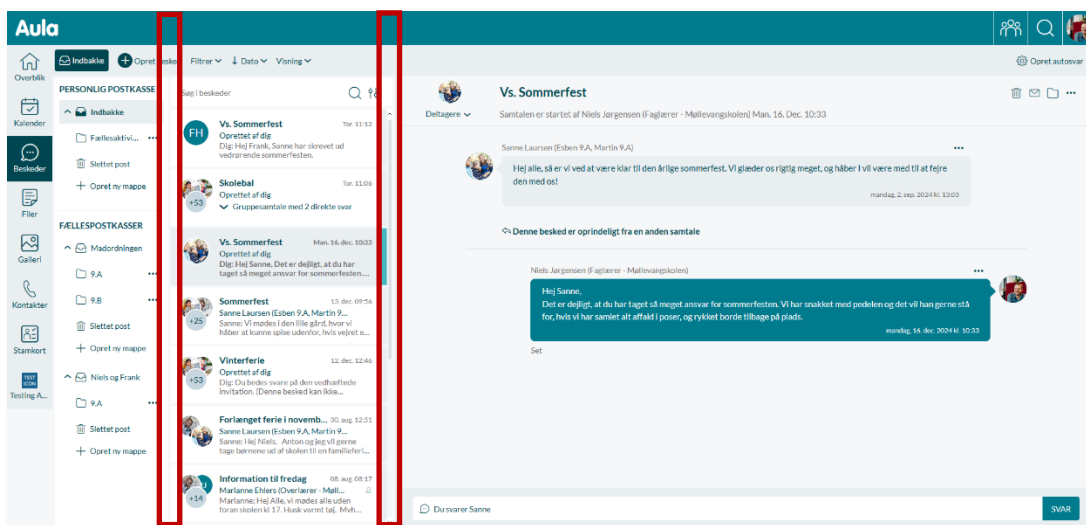 Aula
Indbakke Opret besked Filtrer Dato Visning Opret autosvar
Overblik
Kalender
Beskeder
Filer
Galleri
Kontakter
Stamkort
TEST ICON
Testing A...
PERSONLIG POSTKASSE
Indbakke
Fællesaktivi... ...
Slettet post
Opret ny mappe
FÆLLESPOSTKASSER
Madordningen
9.A ...
9.B ...
Slettet post
Opret ny mappe
Niels og Frank
9.A ...
Slettet post
Opret ny mappe
Søg i beskeder
FH
Vs. Sommerfest Tor. 11:12
Oprettet af dig
Dig: Hej Frank, Sanne har skrevet ud
vedrørende sommerfesten.
+53
Skolebal Tor. 11:06
Oprettet af dig
Gruppesamtale med 2 direkte svar
Vs. Sommerfest Man. 16. dec. 10:33
Oprettet af dig
Dig: Hej Sanne, Det er dejligt, at du har
taget så meget ansvar for sommerfesten....
+25
Sommerfest 13. dec. 09:56
Sanne Laursen (Esben 9.A, Martin 9...
Sanne: Vi mødes i den lille gård, hvor vi
håber at kunne spise udenfor, hvis vejret e...
+53
Vinterferie 12. dec. 12:46
Oprettet af dig
Dig: Du bedes svare på den vedhæftede
invitation. (Denne besked kan ikke...
Forlænget ferie i novemb... 30. aug. 12:51
Sanne Laursen (Esben 9.A, Martin 9...
Sanne: Hej Niels, Anton og jeg vil gerne
tage børnene ud af skolen til en familieferi...
+14
Information til fredag 08. aug. 08:17
Marianne Ehlers (Overlærer - Møll...
Marianne: Hej Alle, vi mødes alle uden
foran skolen kl 17. Husk varmt tøj. Mvh...
Deltagere
Vs. Sommerfest ...
Samtalen er startet af Niels Jørgensen (Faglærer - Møllevangskolen) Man. 16. Dec. 10:33
Sanne Laursen (Esben 9.A, Martin 9.A) ...
Hej alle, så er vi ved at være klar til den årlige sommerfest. Vi glæder os rigtig meget, og håber I vil være med til at fejre
den med os!
mandag, 2. sep. 2024 kl. 13:05
Denne besked er oprindeligt fra en anden samtale
Niels Jørgensen (Faglærer - Møllevangskolen) ...
Hej Sanne,
Det er dejligt, at du har taget så meget ansvar for sommerfesten. Vi har snakket med pedelen og det vil han gerne stå
for, hvis vi har samlet alt affald i poser, og rykket borde tilbage på plads.
mandag, 16. dec. 2024 kl. 10:33
Set
Du svarer Sanne SVAR